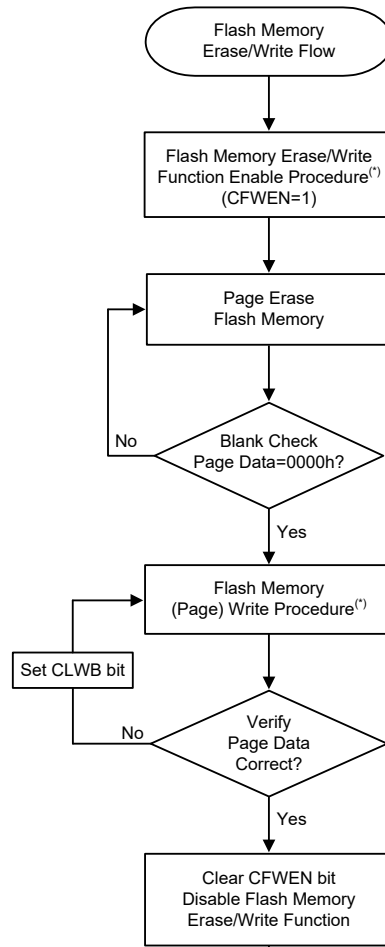 Flash Memory
Erase/Write Flow
Flash Memory Erase/Write
Function Enable Procedure(*)
(CFWEN=1)
Page Erase
Flash Memory
No
Blank Check
Page Data=0000h?
Yes
Flash Memory
(Page) Write Procedure(*)
Set CLWB bit
No
Verify
Page Data
Correct?
Yes
Clear CFWEN bit
Disable Flash Memory
Erase/Write Function